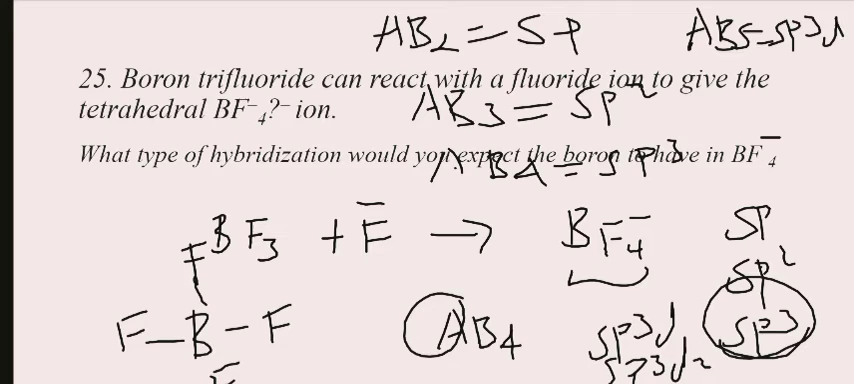 AB₂ = SP
AB5 = SP3d
25. Boron trifluoride can react with a fluoride ion to give the
tetrahedral BF⁻₄?⁻ ion.
AB3 = SP²
What type of hybridization would you expect the boron to have in BF⁻₄
AB4 = SP³
BF3 + F⁻ → BF4⁻
SP
SP²
SP3
F
F—B—F
F
AB4
SP3d
SP3d²